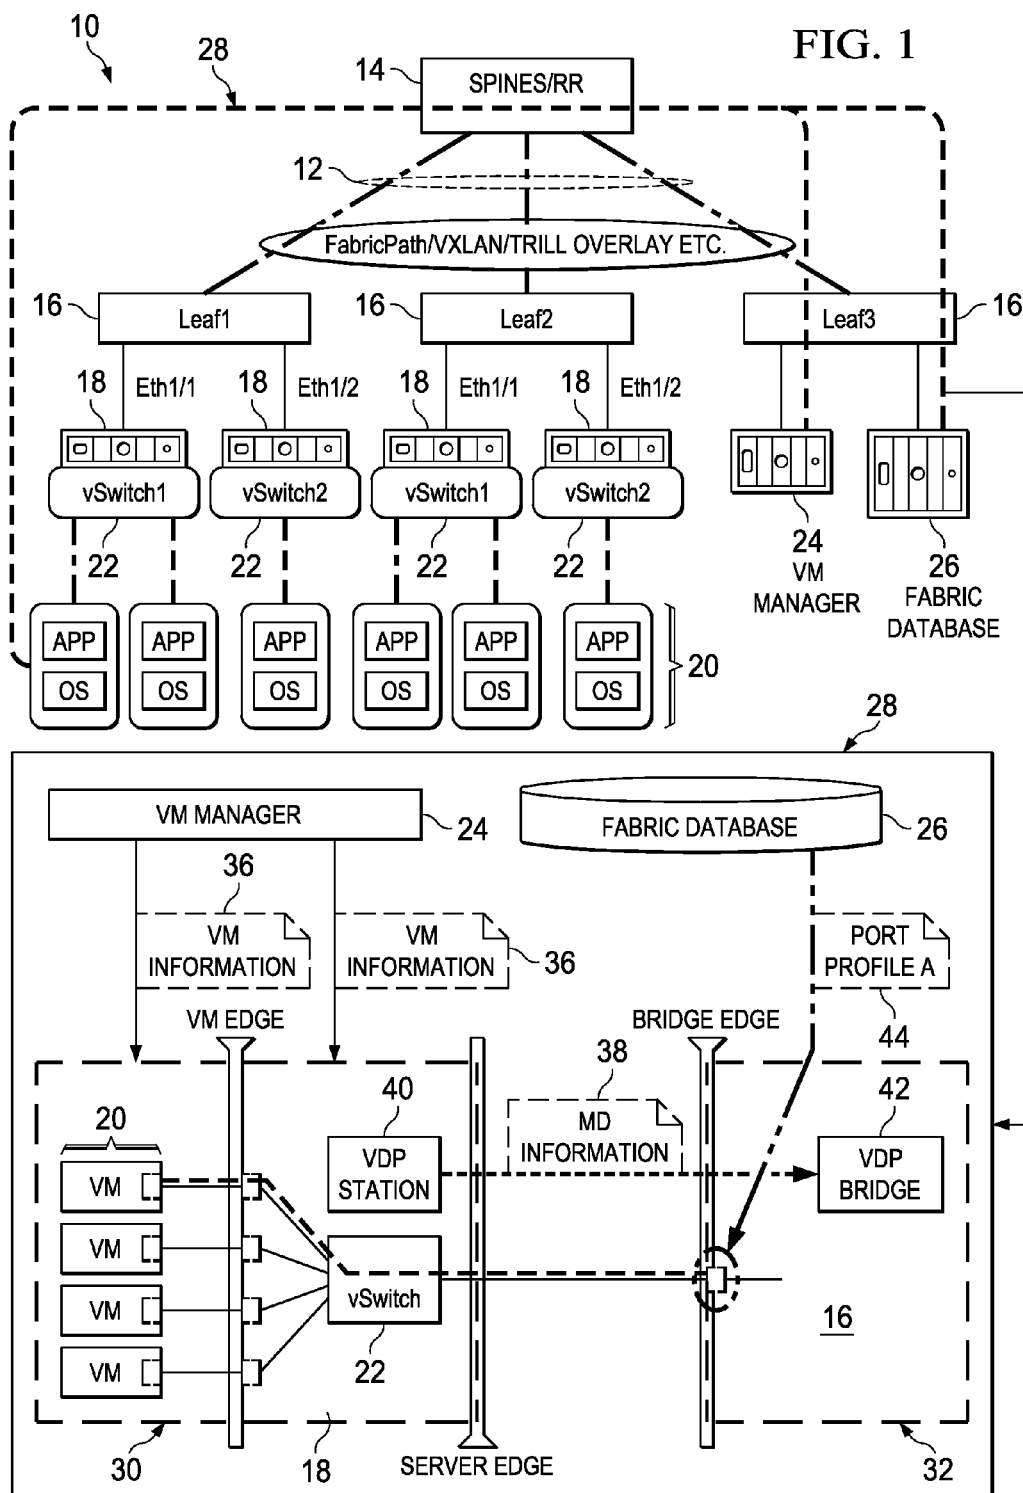 FIG. 1
10
28
14
SPINES/RR
12
FabricPath/VXLAN/TRILL OVERLAY ETC.
16
Leaf1
16
Leaf2
Leaf3
16
18
Eth1/1
18
Eth1/2
18
Eth1/1
18
Eth1/2
vSwitch1
vSwitch2
vSwitch1
vSwitch2
22
22
22
22
24
VM
MANAGER
26
FABRIC
DATABASE
APP
APP
APP
APP
APP
APP
OS
OS
OS
OS
OS
OS
20
28
VM MANAGER
24
FABRIC DATABASE
26
36
VM
INFORMATION
VM
INFORMATION
36
PORT
PROFILE A
44
VM EDGE
BRIDGE EDGE
38
40
42
20
MD
INFORMATION
VM
VDP
STATION
VDP
BRIDGE
VM
VM
vSwitch
16
VM
22
30
18
SERVER EDGE
32